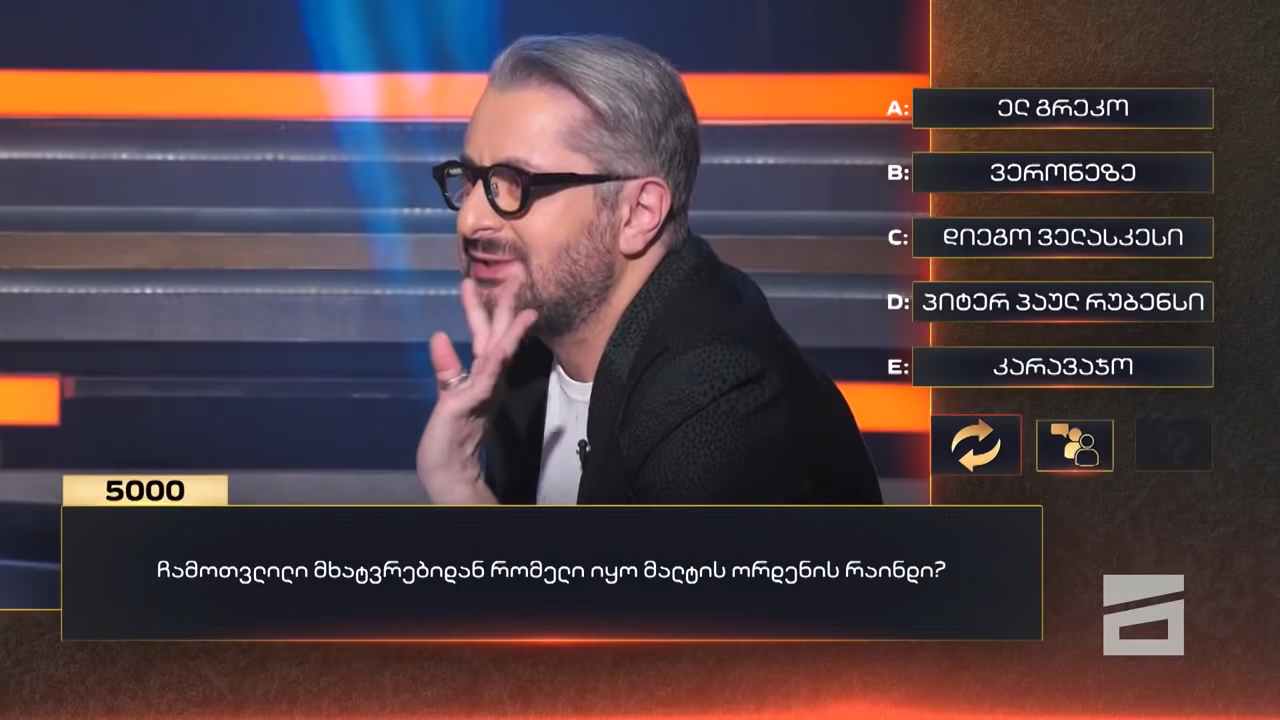 A: ელ გრეკო
B: ვერონეზე
C: დიეგო ველასკესი
D: პიტერ პაულ რუბენსი
E: კარავაჯო
5000
ჩამოთვლილი მხატვრებიდან რომელი იყო მალტის ორდენის რაინდი?